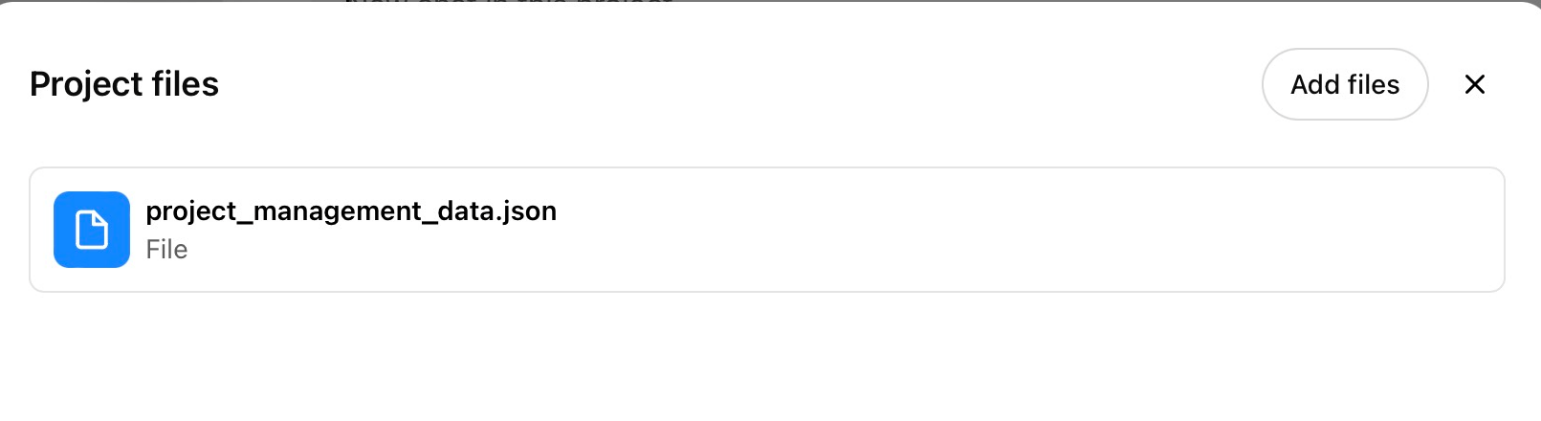 Project files
Add files
project_management_data.json
File